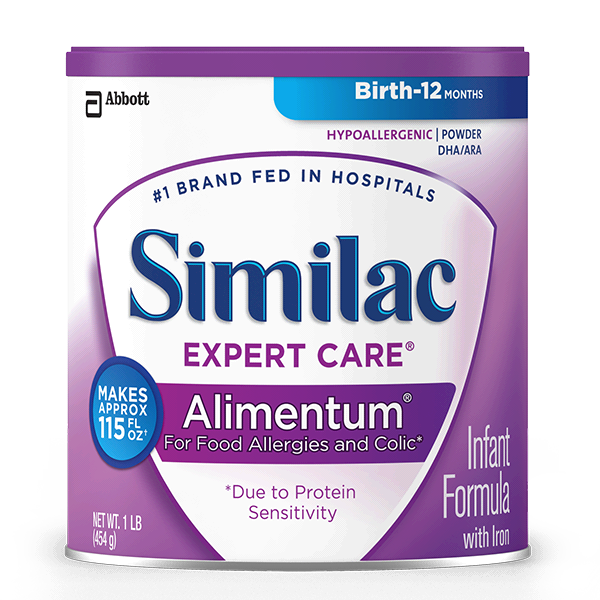 Abbott
Birth-12 MONTHS
HYPOALLERGENIC | POWDER
DHA/ARA
#1 BRAND FED IN HOSPITALS
Similac
EXPERT CARE®
Alimentum®
For Food Allergies and Colic*
*Due to Protein
Sensitivity
MAKES
APPROX
115 FL OZ†
Infant
Formula
with Iron
NET WT. 1 LB
(454 g)